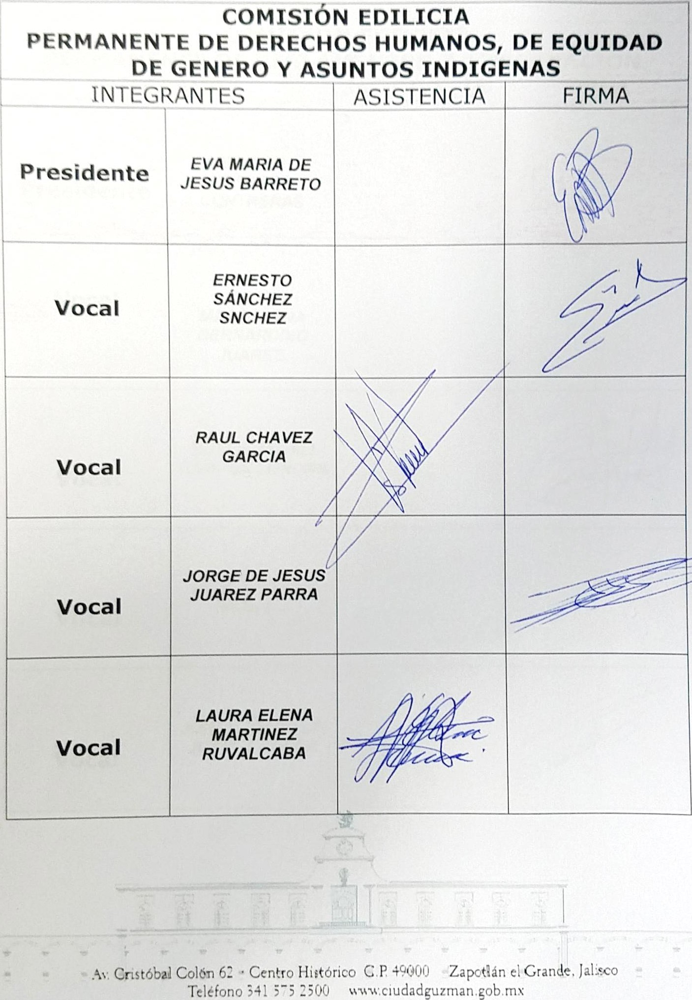 COMISIÓN EDILICIA
PERMANENTE DE DERECHOS HUMANOS, DE EQUIDAD
DE GENERO Y ASUNTOS INDIGENAS
INTEGRANTES ASISTENCIA FIRMA
Presidente
EVA MARIA DE
JESUS BARRETO
Vocal
ERNESTO
SÁNCHEZ
SNCHEZ
Vocal
RAUL CHAVEZ
GARCIA
Vocal
JORGE DE JESUS
JUAREZ PARRA
Vocal
LAURA ELENA
MARTINEZ
RUVALCABA
Av. Cristóbal Colón 62 - Centro Histórico C.P. 49000 Zapotlán el Grande, Jalisco
Teléfono 341 575 2500 www.ciudadguzman.gob.mx